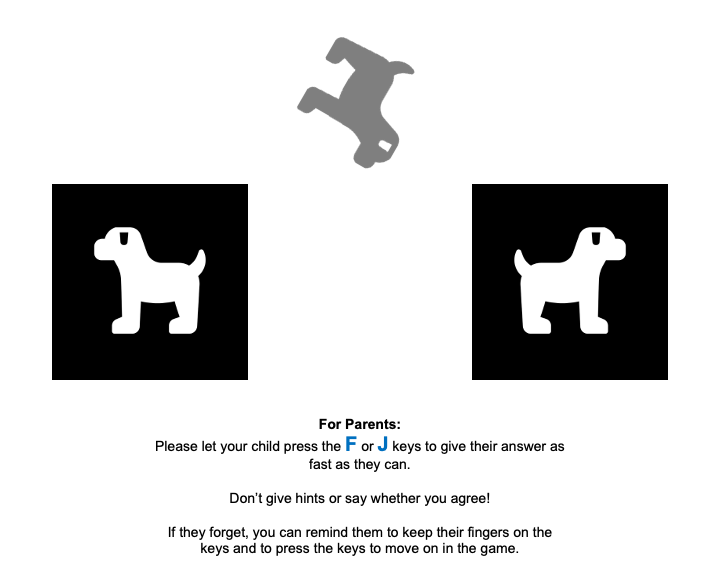 For Parents:
Please let your child press the F or J keys to give their answer as
fast as they can.
Don't give hints or say whether you agree!
If they forget, you can remind them to keep their fingers on the
keys and to press the keys to move on in the game.